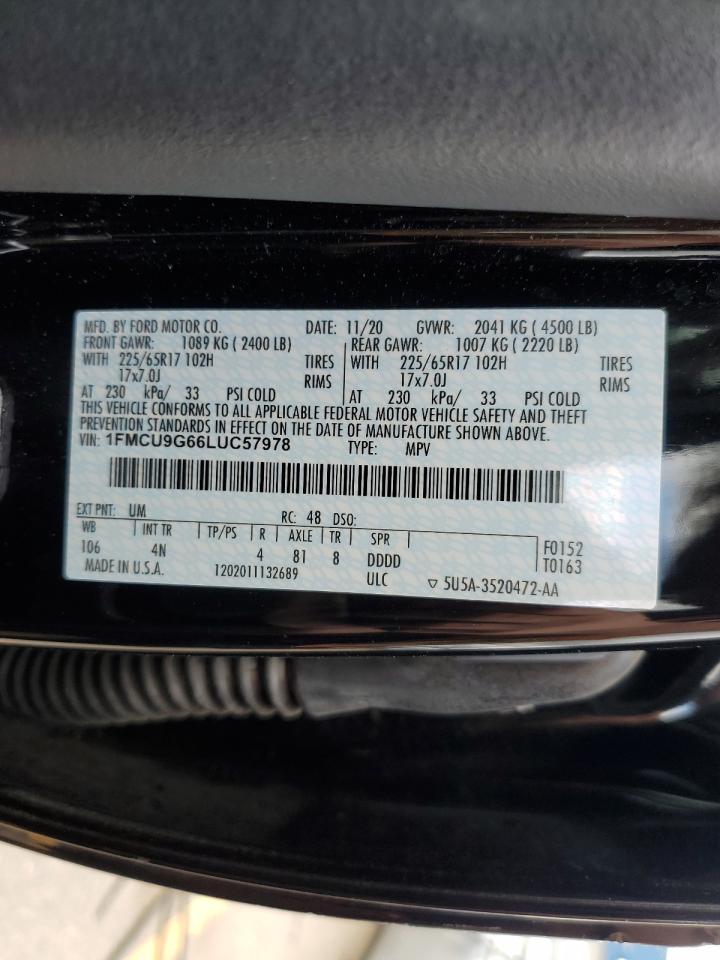 MFD. BY FORD MOTOR CO. DATE: 11/20 GVWR: 2041 KG ( 4500 LB)
FRONT GAWR: 1089 KG ( 2400 LB) REAR GAWR: 1007 KG ( 2220 LB)
WITH 225/65R17 102H TIRES WITH 225/65R17 102H TIRES
17x7.0J RIMS 17x7.0J RIMS
AT 230 kPa/ 33 PSI COLD AT 230 kPa/ 33 PSI COLD
THIS VEHICLE CONFORMS TO ALL APPLICABLE FEDERAL MOTOR VEHICLE SAFETY AND THEFT
PREVENTION STANDARDS IN EFFECT ON THE DATE OF MANUFACTURE SHOWN ABOVE.
VIN: 1FMCU9G66LUC57978 TYPE: MPV
EXT PNT: UM RC: 48 DSO:
WB INT TR TP/PS R AXLE TR SPR F0152
106 4N 4 81 8 DDDD T0163
MADE IN U.S.A. 1202011132689 ULC ▽ 5U5A-3520472-AA